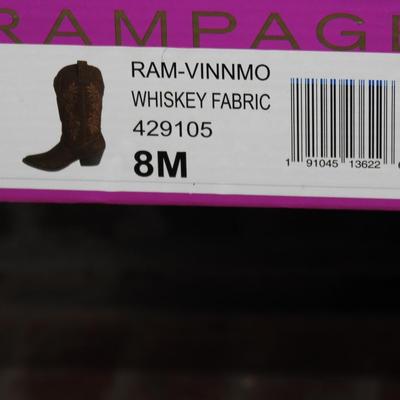 RAMPAGE
RAM-VINNMO
WHISKEY FABRIC
429105
8M
1 91045 13622